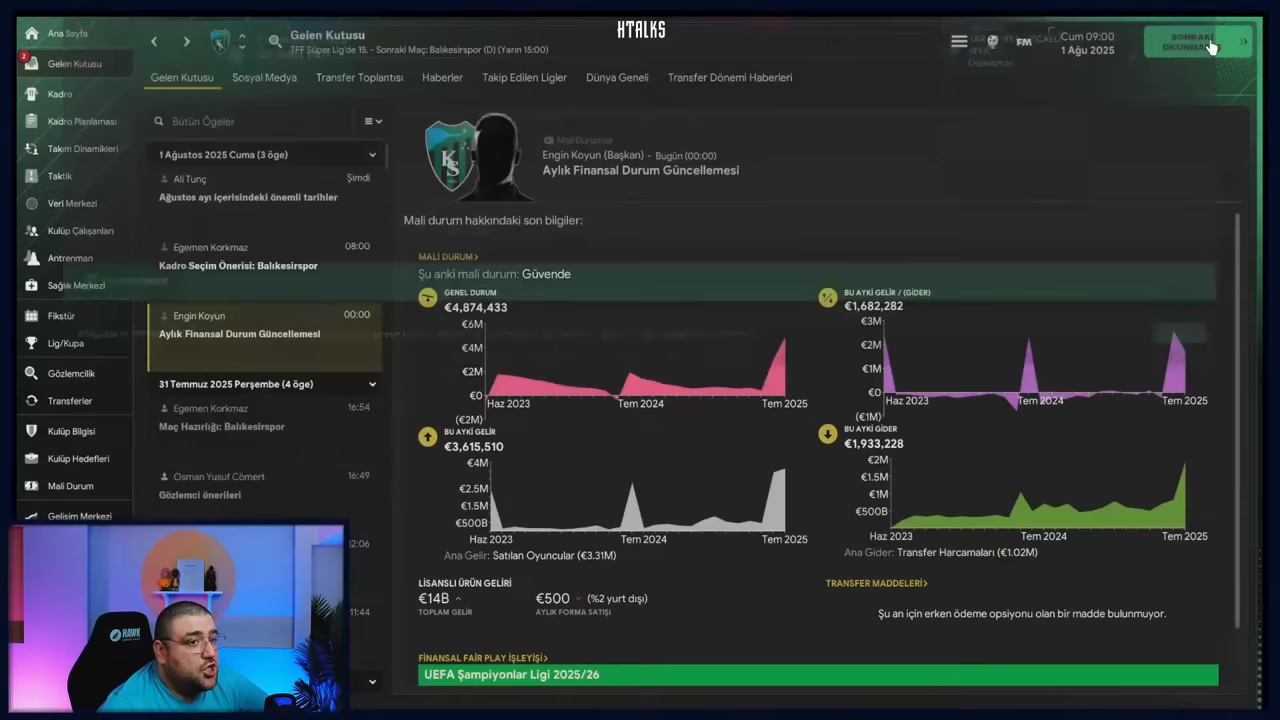 HTALKS
Ana Sayfa
2
Gelen Kutusu
Kadro
Kadro Planlaması
Takım Dinamikleri
Taktik
Veri Merkezi
Kulüp Çalışanları
Antrenman
Sağlık Merkezi
Fikstür
Lig/Kupa
Gözlemcilik
Transferler
Kulüp Bilgisi
Kulüp Hedefleri
Mali Durum
Gelişim Merkezi
Gelen Kutusu
TFF Süper Lig'de 15. - Sonraki Maç: Balıkesirspor (D) (Yarın 15:00)
FM
Cum 09:00
1 Ağu 2025
SONRAKİ
Gelen Kutusu
Sosyal Medya
Transfer Toplantısı
Haberler
Takip Edilen Ligler
Dünya Geneli
Transfer Dönemi Haberleri
Bütün Ögeler
1 Ağustos 2025 Cuma (3 öge)
Ali Tunç Şimdi
Ağustos ayı içerisindeki önemli tarihler
Egemen Korkmaz 08:00
Kadro Seçim Önerisi: Balıkesirspor
Engin Koyun 00:00
Aylık Finansal Durum Güncellemesi
31 Temmuz 2025 Perşembe (4 öge)
Egemen Korkmaz 16:54
Maç Hazırlığı: Balıkesirspor
Osman Yusuf Cömert 16:49
Gözlemci önerileri
12:06
11:44
KS
Mali Durumlar
Engin Koyun (Başkan) - Bugün (00:00)
Aylık Finansal Durum Güncellemesi
Mali durum hakkındaki son bilgiler:
MALİ DURUM>
Şu anki mali durum: Güvende
GENEL DURUM
€4,874,433
€6M
€4M
€2M
€0
(€2M)
Haz 2023
Tem 2024
Tem 2025
BU AYKİ GELİR / (GİDER)
€1,682,282
€3M
€2M
€1M
€0
(€1M)
Haz 2023
Tem 2024
Tem 2025
BU AYKİ GELİR
€3,615,510
€4M
€2.5M
€1.5M
€500B
Haz 2023
Tem 2024
Tem 2025
Ana Gelir: Satılan Oyuncular (€3.31M)
BU AYKİ GİDER
€1,933,228
€2M
€1.5M
€1M
€500B
Haz 2023
Tem 2024
Tem 2025
Ana Gider: Transfer Harcamaları (€1.02M)
LİSANSLI ÜRÜN GELİRİ
€14B
TOPLAM GELİR
€500 (%2 yurt dışı)
AYLIK FORMA SATIŞI
TRANSFER MADDELERİ>
Şu an için erken ödeme opsiyonu olan bir madde bulunmuyor.
FİNANSAL FAIR PLAY İŞLEYİŞİ>
UEFA Şampiyonlar Ligi 2025/26
HAWK